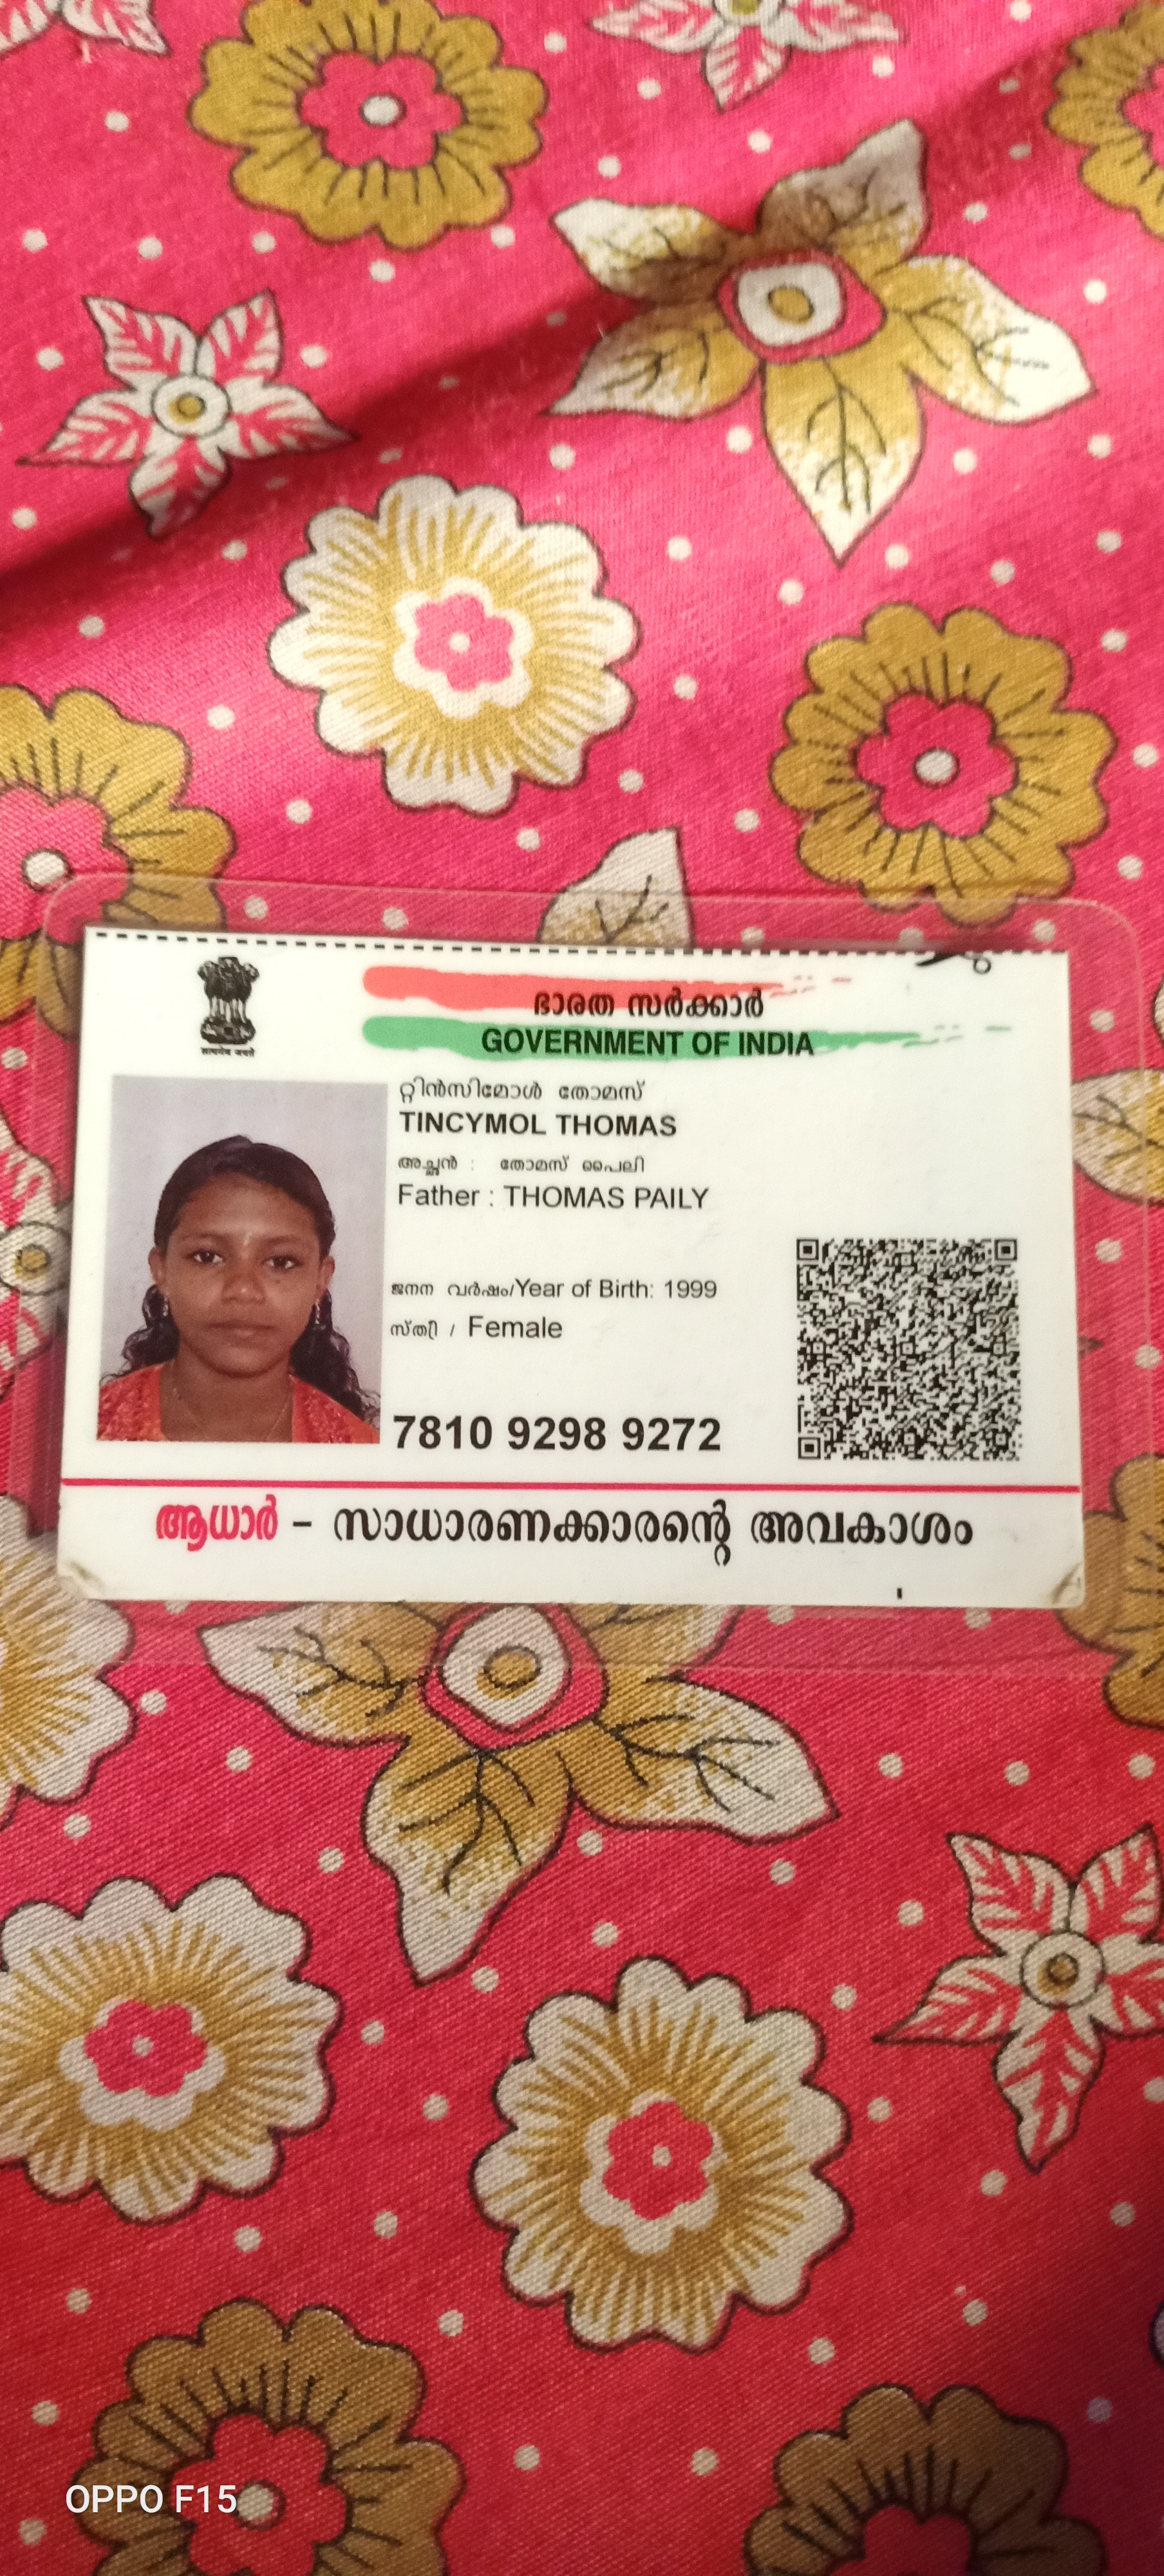 भारत സർക്കാർ
GOVERNMENT OF INDIA
सत्यमेव जयते
റ്റിൻസിമോൾ തോമസ്
TINCYMOL THOMAS
അച്ഛൻ : തോമസ് പൈലി
Father : THOMAS PAILY
ജനന വർഷം/Year of Birth: 1999
സ്ത്രീ / Female
7810 9298 9272
ആധാർ – സാധാരണക്കാരന്റെ അവകാശം
OPPO F15